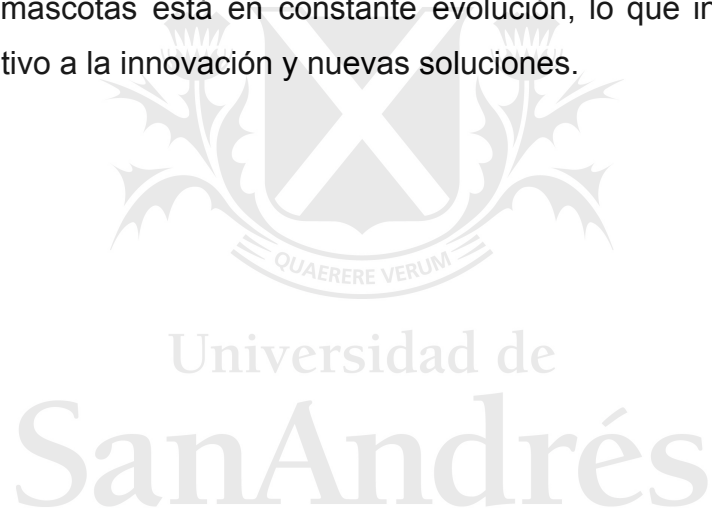 mascotas está en constante evolución, lo que in
tivo a la innovación y nuevas soluciones.
QUAERERE VERUM
Universidad de
SanAndrés